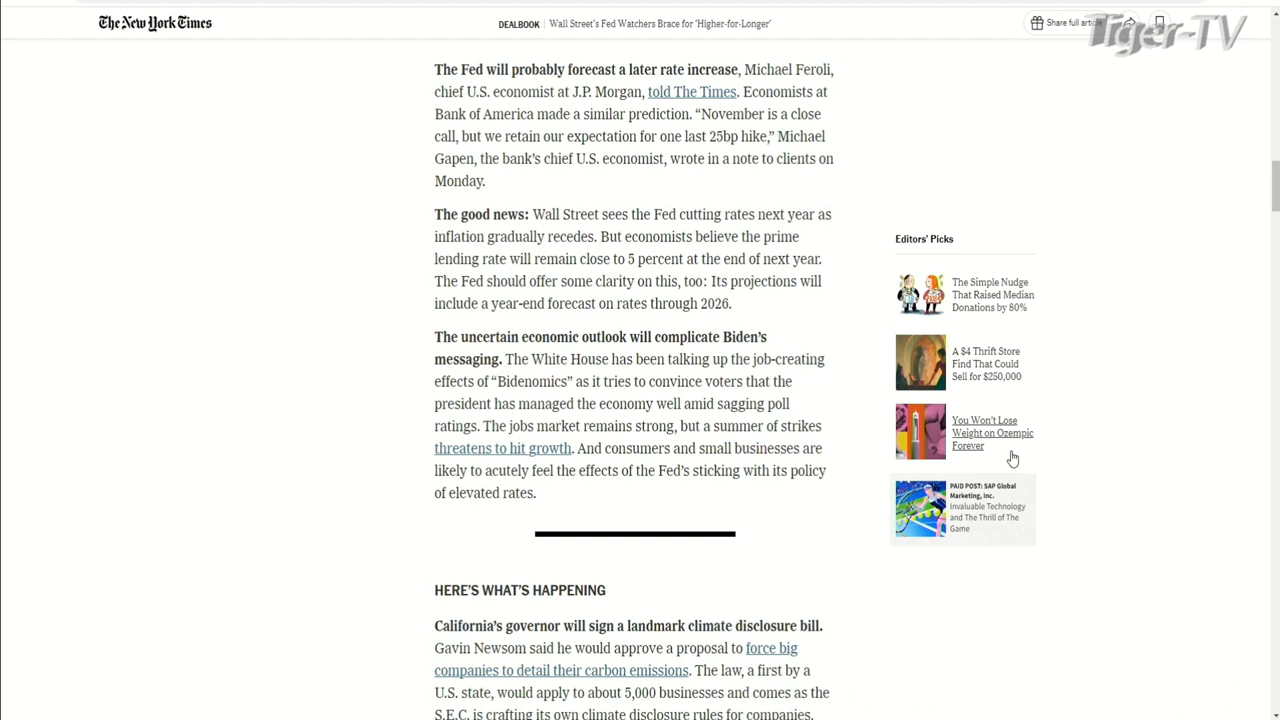 The New York Times
DEALBOOK | Wall Street's Fed Watchers Brace for ‘Higher-for-Longer’
Share full article
Tiger-TV
The Fed will probably forecast a later rate increase, Michael Feroli,
chief U.S. economist at J.P. Morgan, told The Times. Economists at
Bank of America made a similar prediction. “November is a close
call, but we retain our expectation for one last 25bp hike,” Michael
Gapen, the bank’s chief U.S. economist, wrote in a note to clients on
Monday.
The good news: Wall Street sees the Fed cutting rates next year as
inflation gradually recedes. But economists believe the prime
lending rate will remain close to 5 percent at the end of next year.
The Fed should offer some clarity on this, too: Its projections will
include a year-end forecast on rates through 2026.
The uncertain economic outlook will complicate Biden’s
messaging. The White House has been talking up the job-creating
effects of “Bidenomics” as it tries to convince voters that the
president has managed the economy well amid sagging poll
ratings. The jobs market remains strong, but a summer of strikes
threatens to hit growth. And consumers and small businesses are
likely to acutely feel the effects of the Fed’s sticking with its policy
of elevated rates.
HERE’S WHAT’S HAPPENING
California’s governor will sign a landmark climate disclosure bill.
Gavin Newsom said he would approve a proposal to force big
companies to detail their carbon emissions. The law, a first by a
U.S. state, would apply to about 5,000 businesses and comes as the
S.E.C. is crafting its own climate disclosure rules for companies.
Editors’ Picks
The Simple Nudge
That Raised Median
Donations by 80%
A $4 Thrift Store
Find That Could
Sell for $250,000
You Won’t Lose
Weight on Ozempic
Forever
PAID POST: SAP Global
Marketing, Inc.
Invaluable Technology
and The Thrill of The
Game